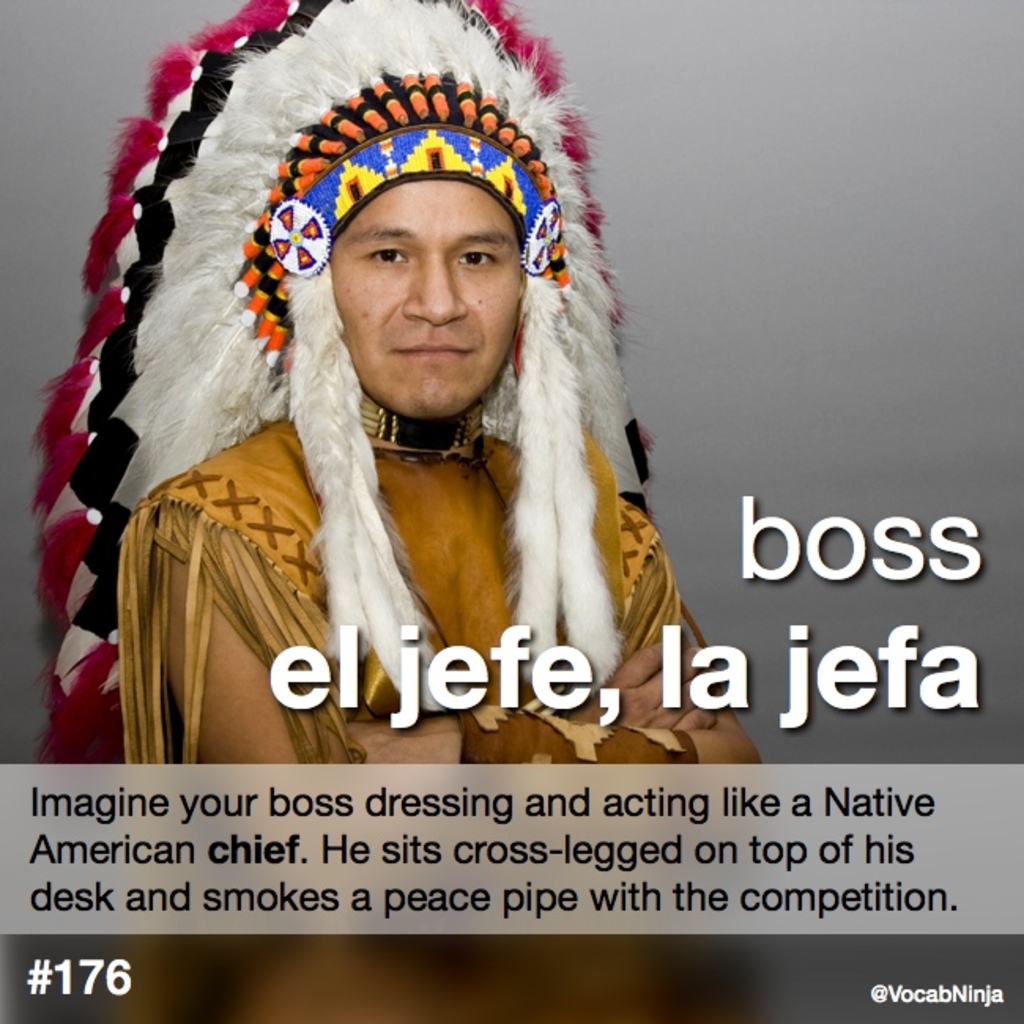 boss
el jefe, la jefa
Imagine your boss dressing and acting like a Native
American chief. He sits cross-legged on top of his
desk and smokes a peace pipe with the competition.
#176
@VocabNinja